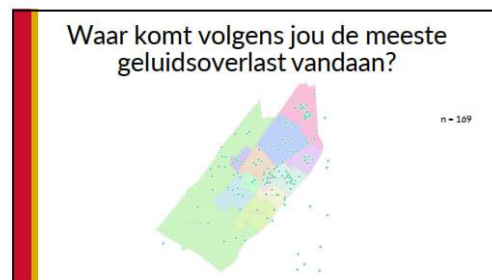 Waar komt volgens jou de meeste
geluidsoverlast vandaan?
n = 169